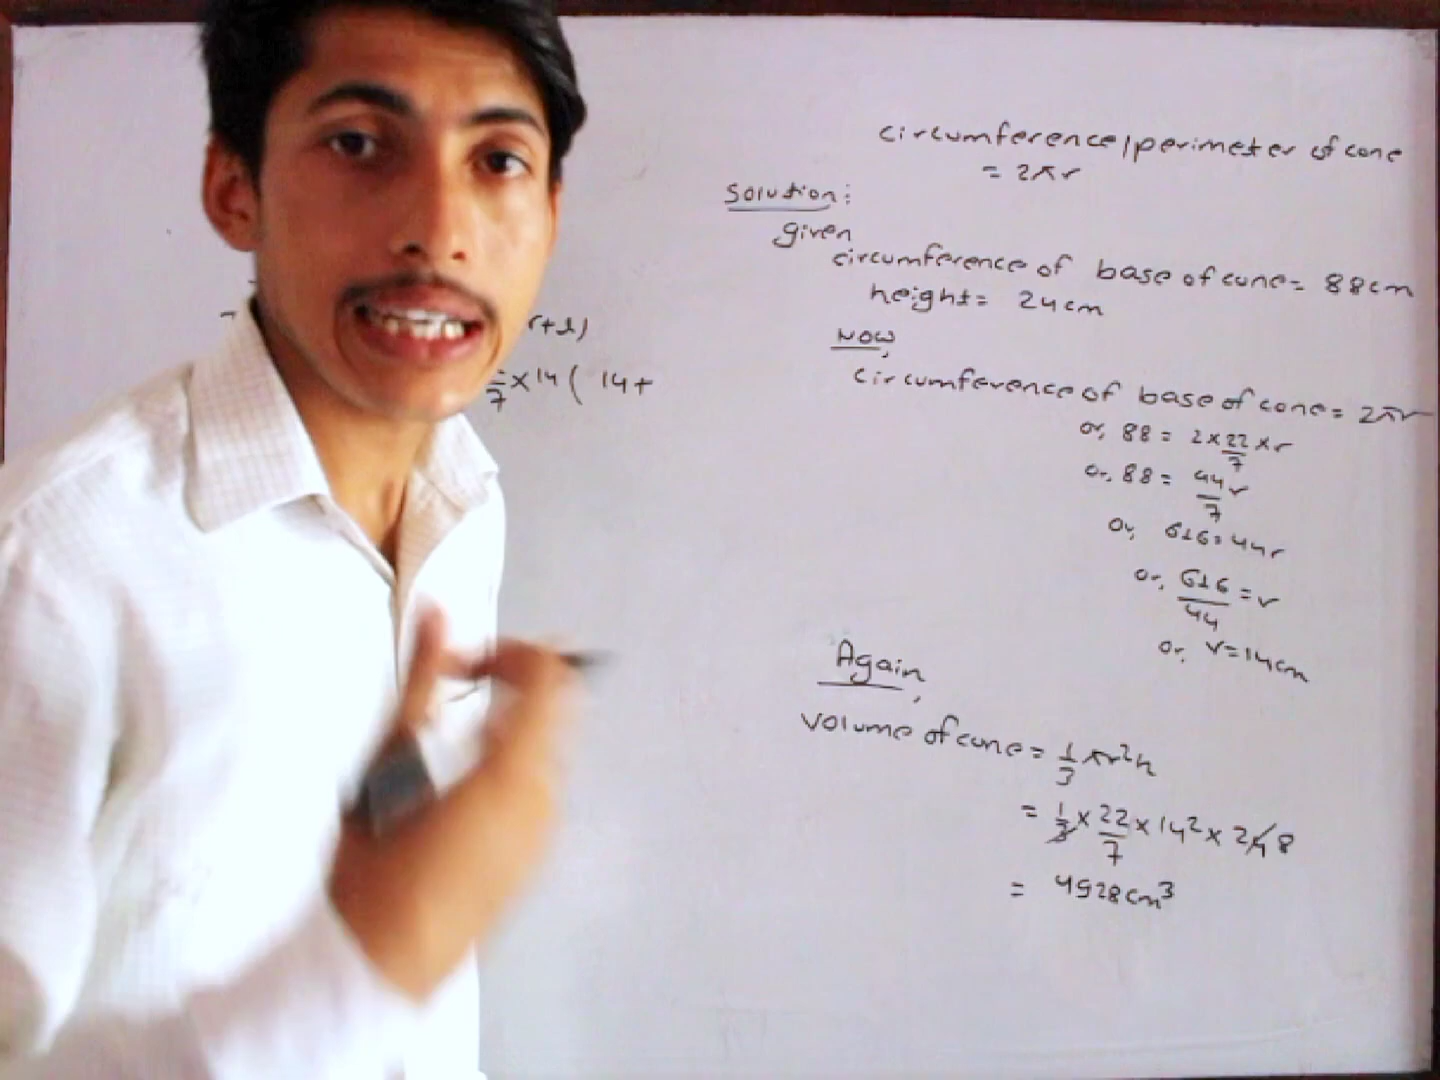 circumference/perimeter of cone
= 2πr
Solution:
given
circumference of base of cone= 88cm
height= 24cm
Now,
circumference of base of cone= 2πr
or, 88= 2×22/7×r
or, 88= 44/7 r
or, 616=44r
or, 616/44=r
or, r=14cm
Again,
volume of cone= 1/3 πr²h
= 1/3×22/7×14²×24 8
= 4928cm³
r+l)
7 ×14( 14+